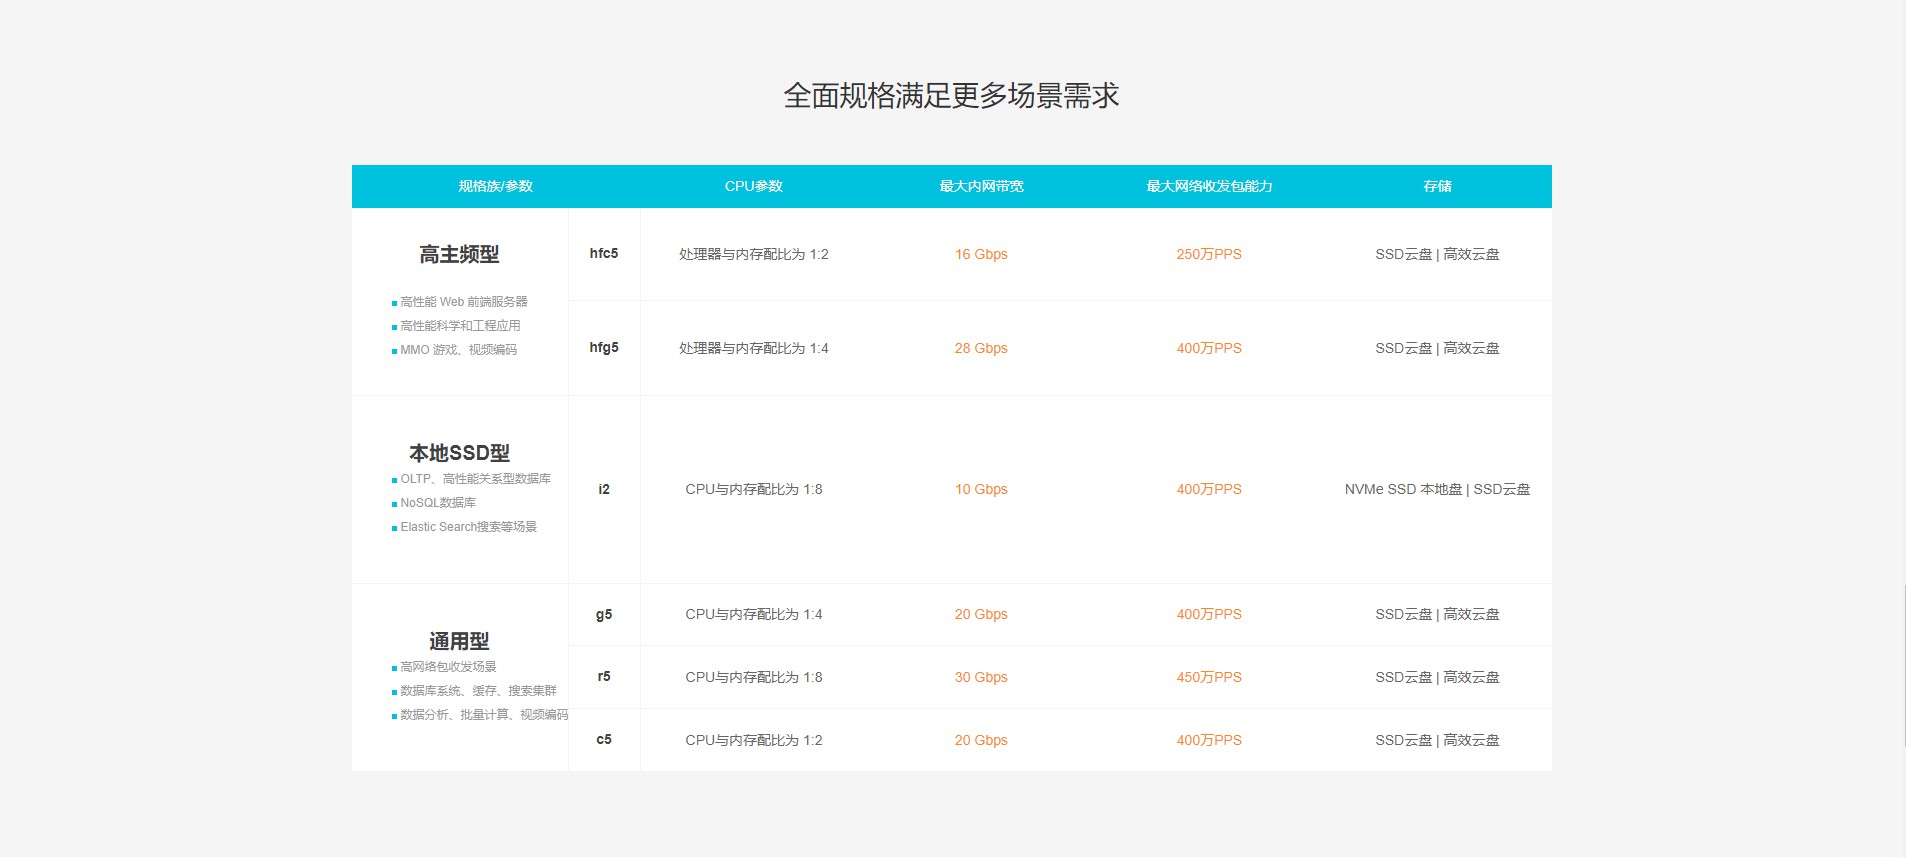 全面规格满足更多场景需求
规格族/参数 CPU参数 最大内网带宽 最大网络收发包能力 存储
高主频型
高性能 Web 前端服务器
高性能科学和工程应用
MMO 游戏、视频编码
hfc5 处理器与内存配比为 1:2 16 Gbps 250万PPS SSD云盘 | 高效云盘
hfg5 处理器与内存配比为 1:4 28 Gbps 400万PPS SSD云盘 | 高效云盘
本地SSD型
OLTP、高性能关系型数据库
NoSQL数据库
Elastic Search搜索等场景
i2 CPU与内存配比为 1:8 10 Gbps 400万PPS NVMe SSD 本地盘 | SSD云盘
通用型
高网络包收发场景
数据库系统、缓存、搜索集群
数据分析、批量计算、视频编码
g5 CPU与内存配比为 1:4 20 Gbps 400万PPS SSD云盘 | 高效云盘
r5 CPU与内存配比为 1:8 30 Gbps 450万PPS SSD云盘 | 高效云盘
c5 CPU与内存配比为 1:2 20 Gbps 400万PPS SSD云盘 | 高效云盘